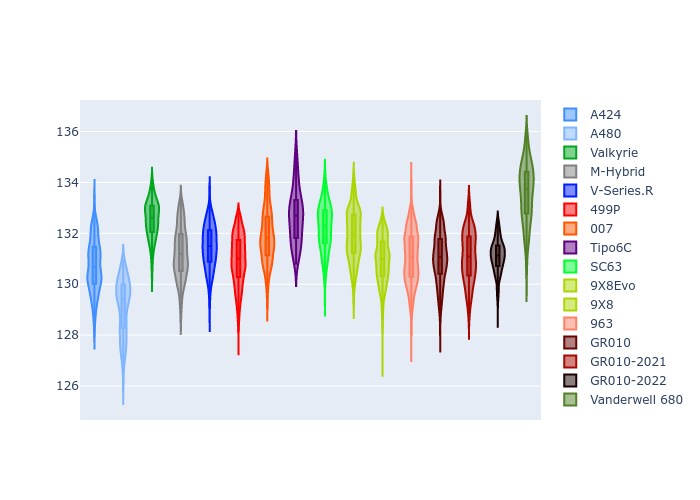 136
134
132
130
128
126
A424
A480
Valkyrie
M-Hybrid
V-Series.R
499P
007
Tipo6C
SC63
9X8Evo
9X8
963
GR010
GR010-2021
GR010-2022
Vanderwell 680